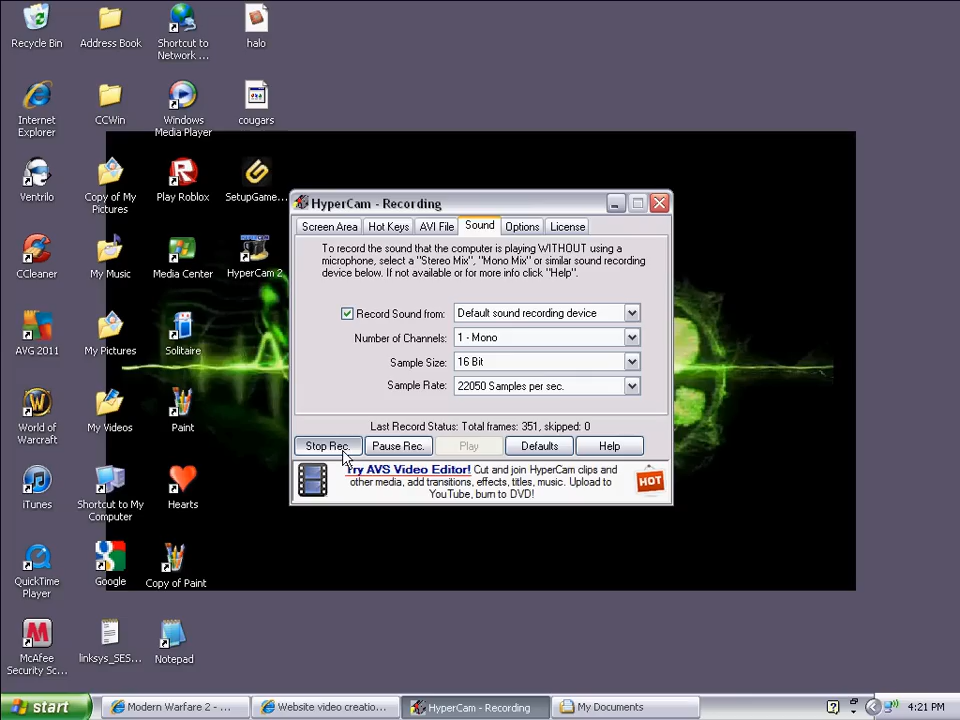 Recycle Bin
Address Book
Shortcut to
Network ...
halo
Internet
Explorer
CCWin
Windows
Media Player
cougars
Ventrilo
Copy of My
Pictures
Play Roblox
SetupGame...
CCleaner
My Music
Media Center
HyperCam 2
AVG 2011
My Pictures
Solitaire
World of
Warcraft
My Videos
Paint
iTunes
Shortcut to My
Computer
Hearts
QuickTime
Player
Google
Copy of Paint
McAfee
Security Sc...
linksys_SES...
Notepad
HyperCam - Recording
Screen Area
Hot Keys
AVI File
Sound
Options
License
To record the sound that the computer is playing WITHOUT using a
microphone, select a "Stereo Mix", "Mono Mix" or similar sound recording
device below. If not available or for more info click "Help".
Record Sound from:
Default sound recording device
Number of Channels:
1 - Mono
Sample Size:
16 Bit
Sample Rate:
22050 Samples per sec.
Last Record Status: Total frames: 351, skipped: 0
Stop Rec.
Pause Rec.
Play
Defaults
Help
Try AVS Video Editor! Cut and join HyperCam clips and
other media, add transitions, effects, titles, music. Upload to
YouTube, burn to DVD!
HOT
start
Modern Warfare 2 - ...
Website video creatio...
HyperCam - Recording
My Documents
4:21 PM